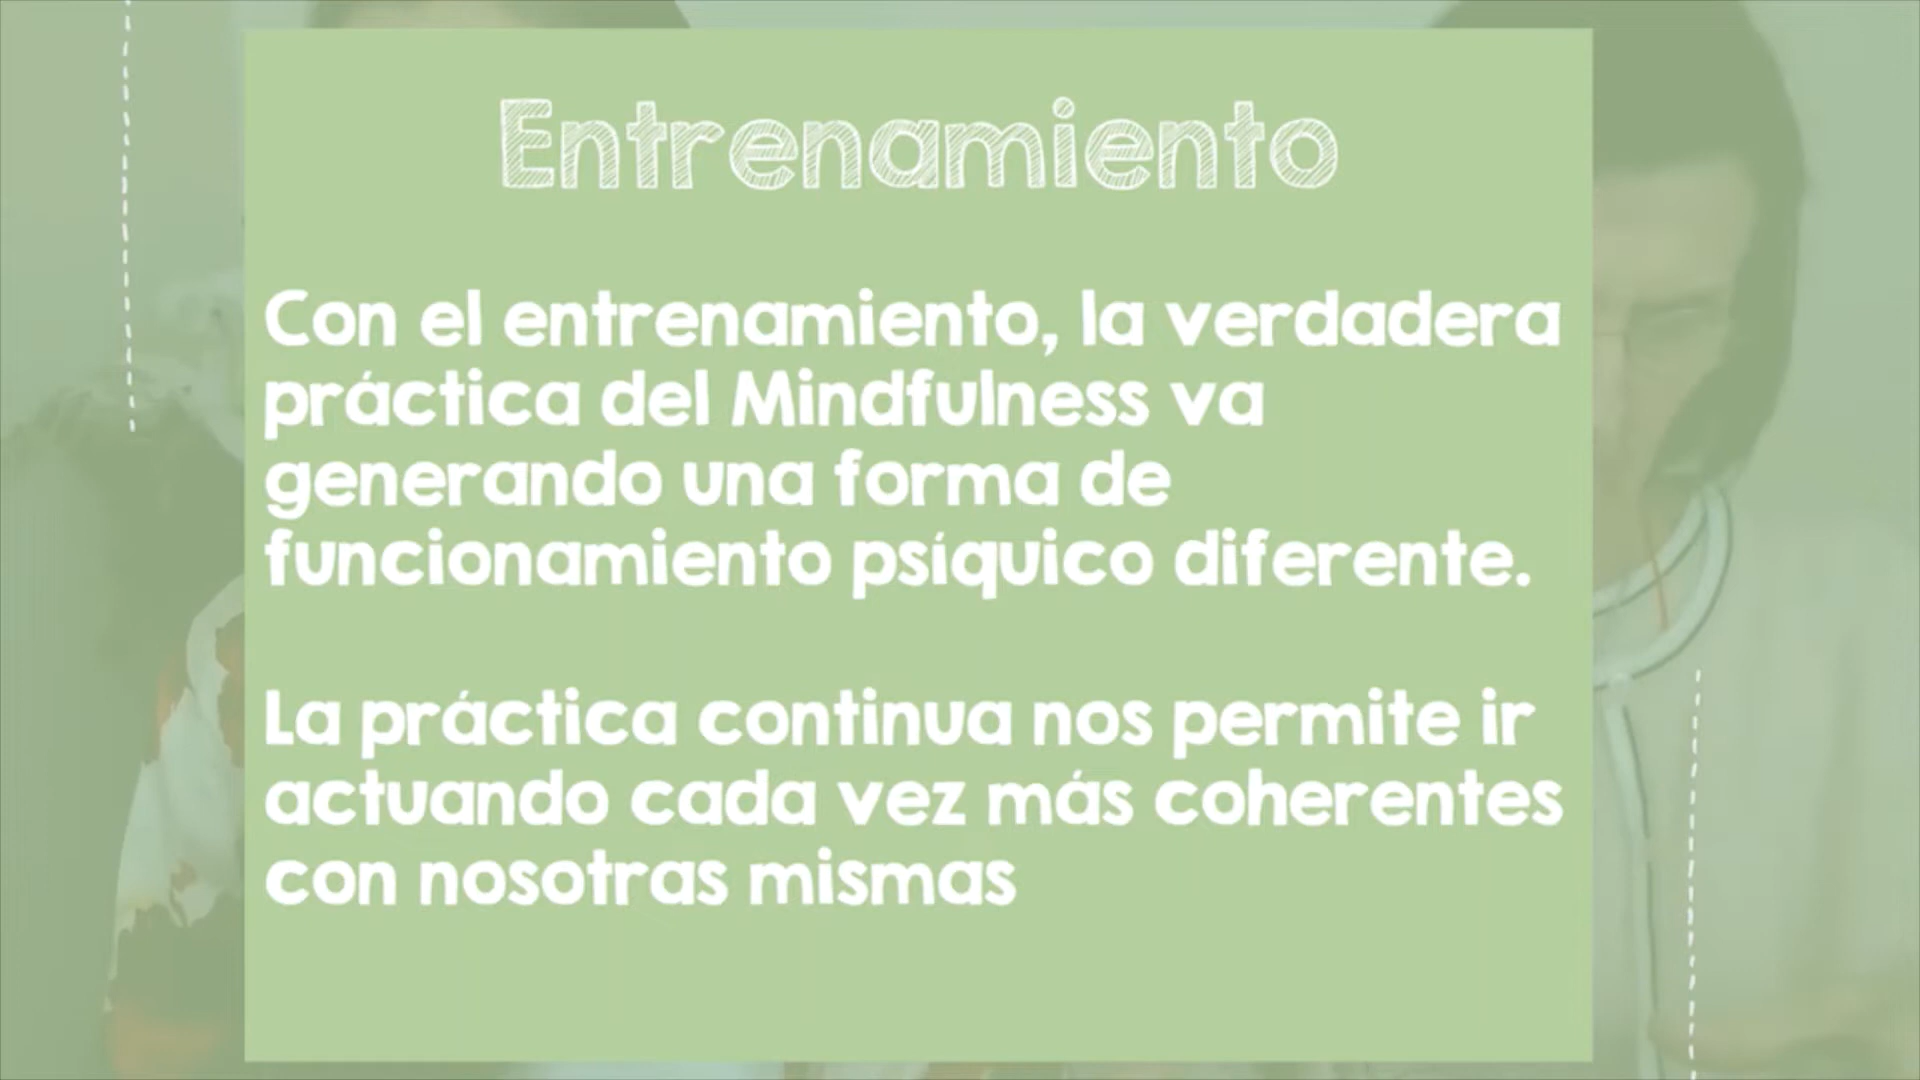 Entrenamiento
Con el entrenamiento, la verdadera
práctica del Mindfulness va
generando una forma de
funcionamiento psíquico diferente.
La práctica continua nos permite ir
actuando cada vez más coherentes
con nosotras mismas